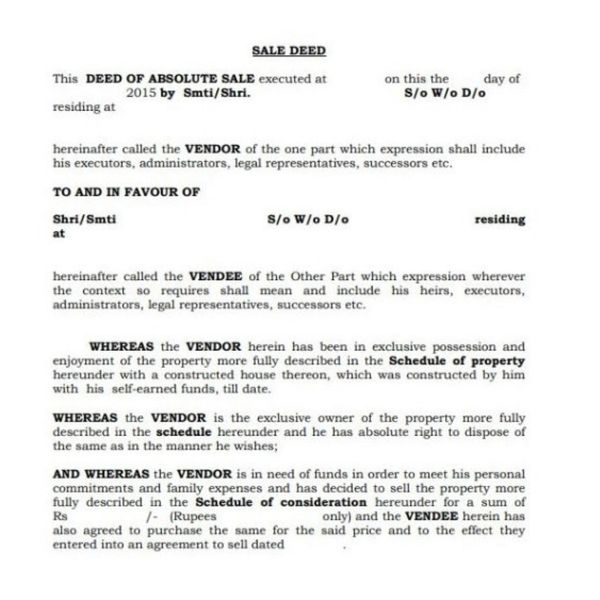 SALE DEED
This DEED OF ABSOLUTE SALE executed at on this the day of
2015 by Smti/Shri. S/o W/o D/o
residing at
hereinafter called the VENDOR of the one part which expression shall include
his executors, administrators, legal representatives, successors etc.
TO AND IN FAVOUR OF
Shri/Smti S/o W/o D/o residing
at
hereinafter called the VENDEE of the Other Part which expression wherever
the context so requires shall mean and include his heirs, executors,
administrators, legal representatives, successors etc.
WHEREAS the VENDOR herein has been in exclusive possession and
enjoyment of the property more fully described in the Schedule of property
hereunder with a constructed house thereon, which was constructed by him
with his self-earned funds, till date.
WHEREAS the VENDOR is the exclusive owner of the property more fully
described in the schedule hereunder and he has absolute right to dispose of
the same as in the manner he wishes;
AND WHEREAS the VENDOR is in need of funds in order to meet his personal
commitments and family expenses and has decided to sell the property more
fully described in the Schedule of consideration hereunder for a sum of
Rs /- (Rupees only) and the VENDEE herein has
also agreed to purchase the same for the said price and to the effect they
entered into an agreement to sell dated .